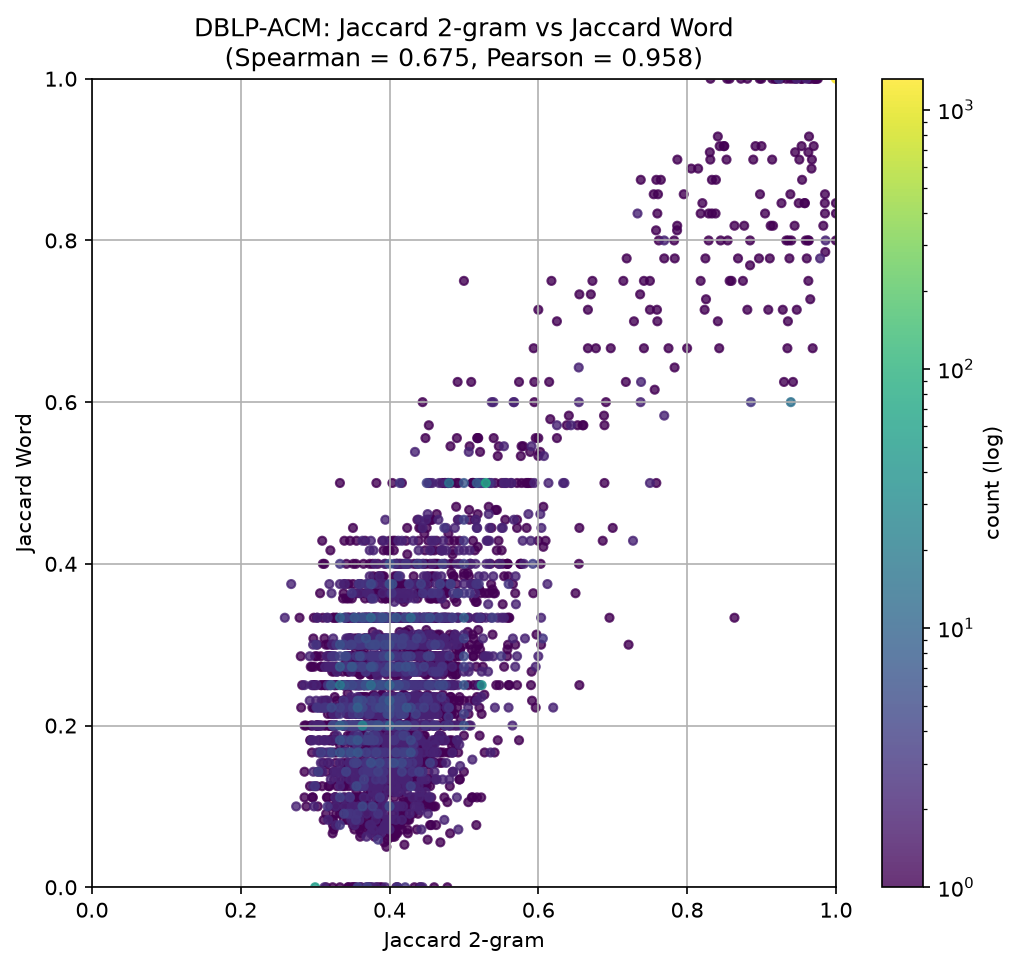 DBLP-ACM: Jaccard 2-gram vs Jaccard Word
(Spearman = 0.675, Pearson = 0.958)
1.0
0.8
0.6
0.4
0.2
0.0
Jaccard Word
0.0 0.2 0.4 0.6 0.8 1.0
Jaccard 2-gram
10³
10²
10¹
10⁰
count (log)